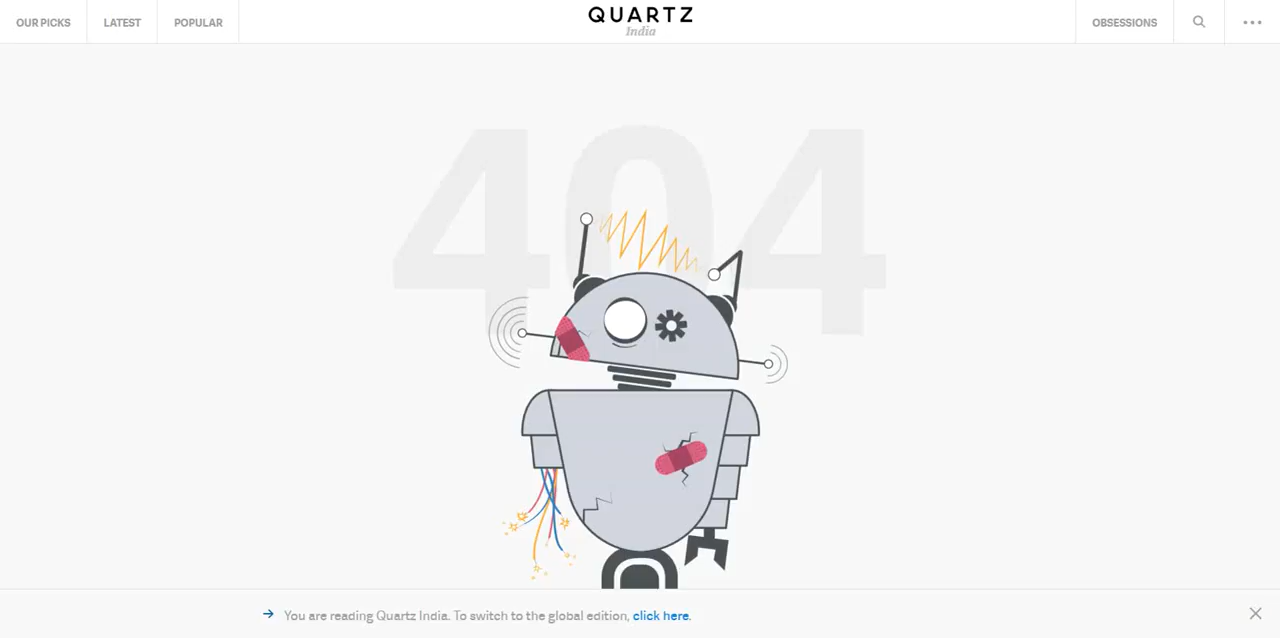 OUR PICKS
LATEST
POPULAR
QUARTZ
India
OBSESSIONS
404
You are reading Quartz India. To switch to the global edition, click here.